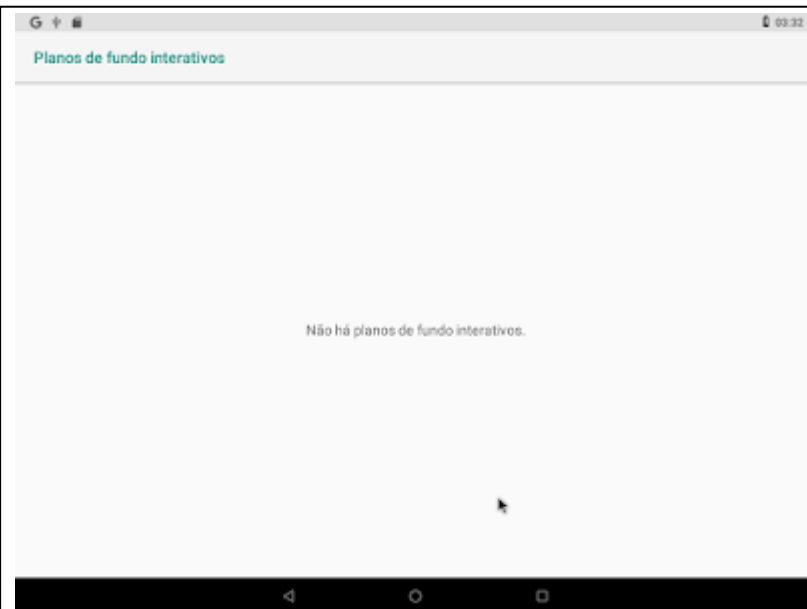 G 03:32
Planos de fundo interativos
Não há planos de fundo interativos.